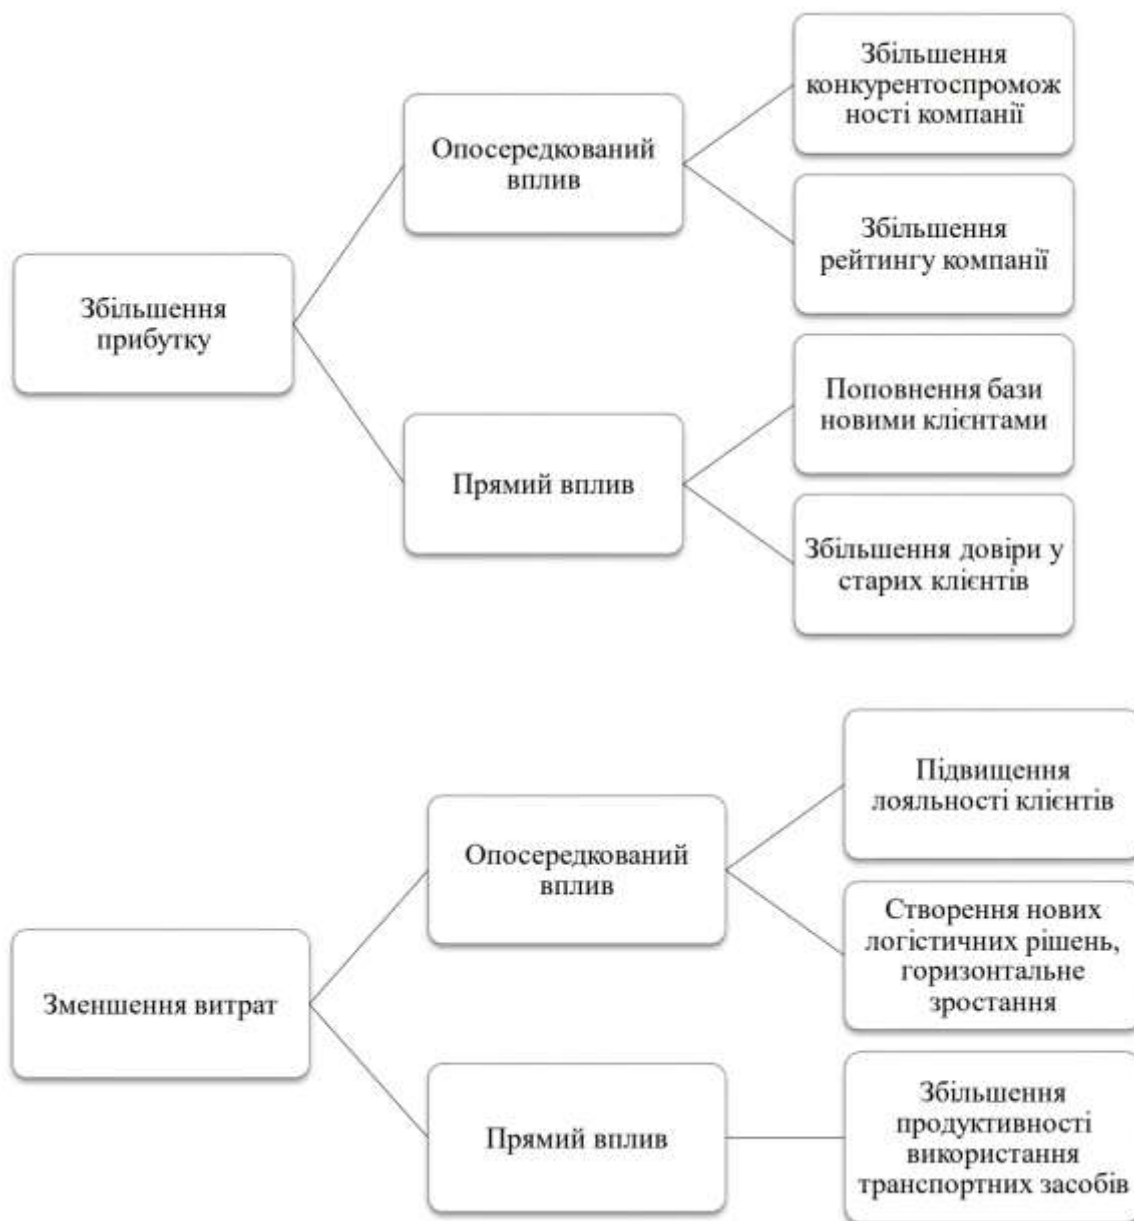 Збільшення
прибутку
Опосередкований
вплив
Збільшення
конкурентоспромож
ності компанії
Збільшення
рейтингу компанії
Прямий вплив
Поповнення бази
новими клієнтами
Збільшення довіри у
старих клієнтів
Зменшення витрат
Опосередкований
вплив
Підвищення
лояльності клієнтів
Створення нових
логістичних рішень,
горизонтальне
зростання
Прямий вплив
Збільшення
продуктивності
використання
транспортних засобів